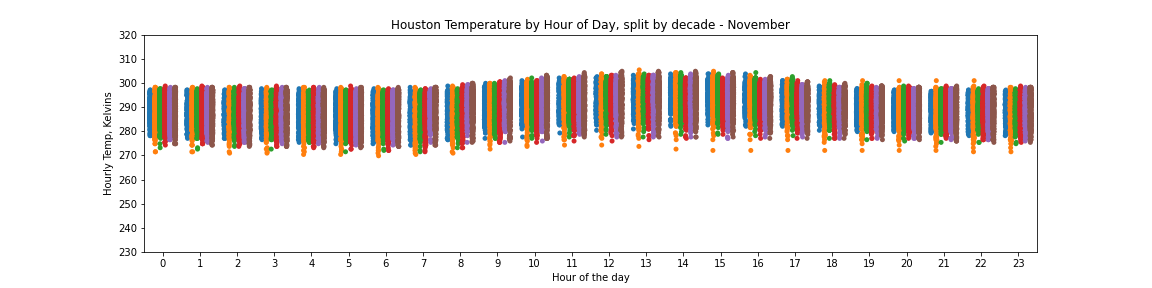 Houston Temperature by Hour of Day, split by decade - November
320
310
300
290
280
270
260
250
240
230
Hourly Temp, Kelvins
0 1 2 3 4 5 6 7 8 9 10 11 12 13 14 15 16 17 18 19 20 21 22 23
Hour of the day